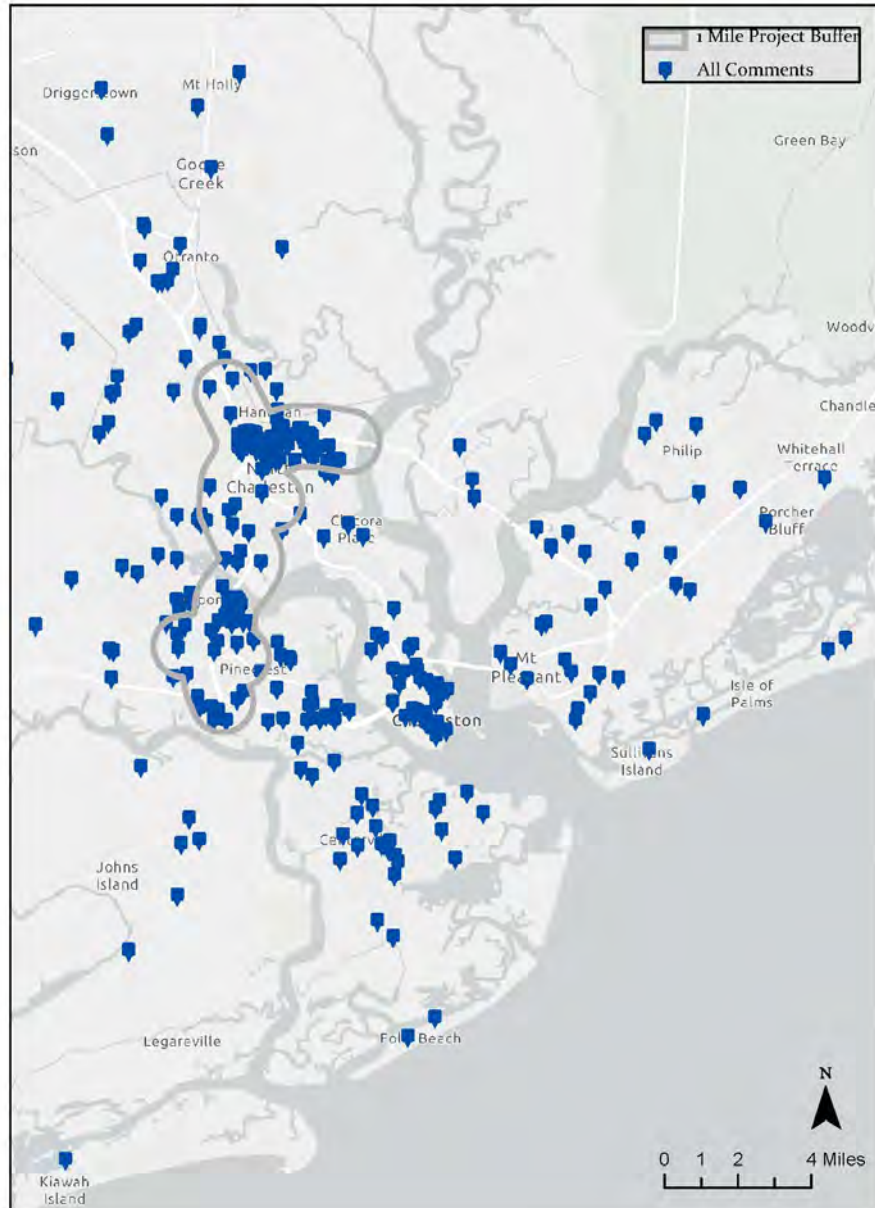 1 Mile Project Buffer
All Comments
Driggerstown
Mt Holly
Green Bay
Goose
Creek
Otranto
Hanahan
Chandle
Philip
Whitehall
Terrace
North
Charleston
Porcher
Bluff
Chicora
Place
Mt
Pleasant
Isle of
Palms
Charleston
Sullivans
Island
Johns
Island
Legareville
Folly Beach
N
0 1 2 4 Miles
Kiawah
Island